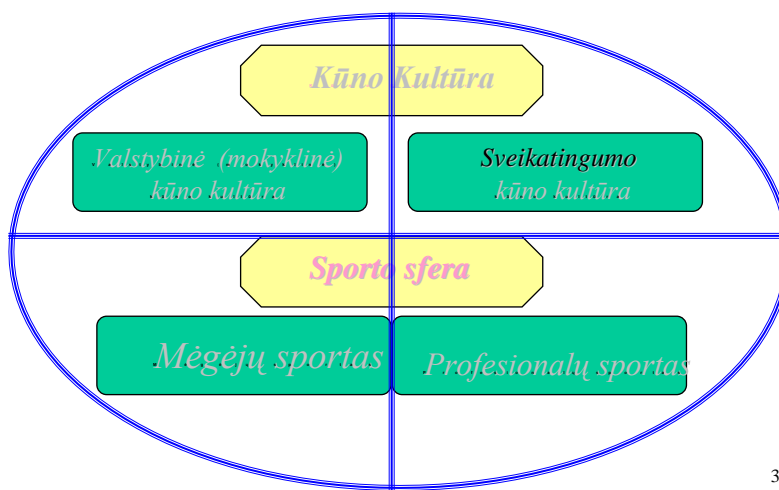 Kūno Kultūra
Valstybinė (mokyklinė)
kūno kultūra
Sveikatingumo
kūno kultūra
Sporto sfera
Mėgėjų sportas
Profesionalų sportas
3